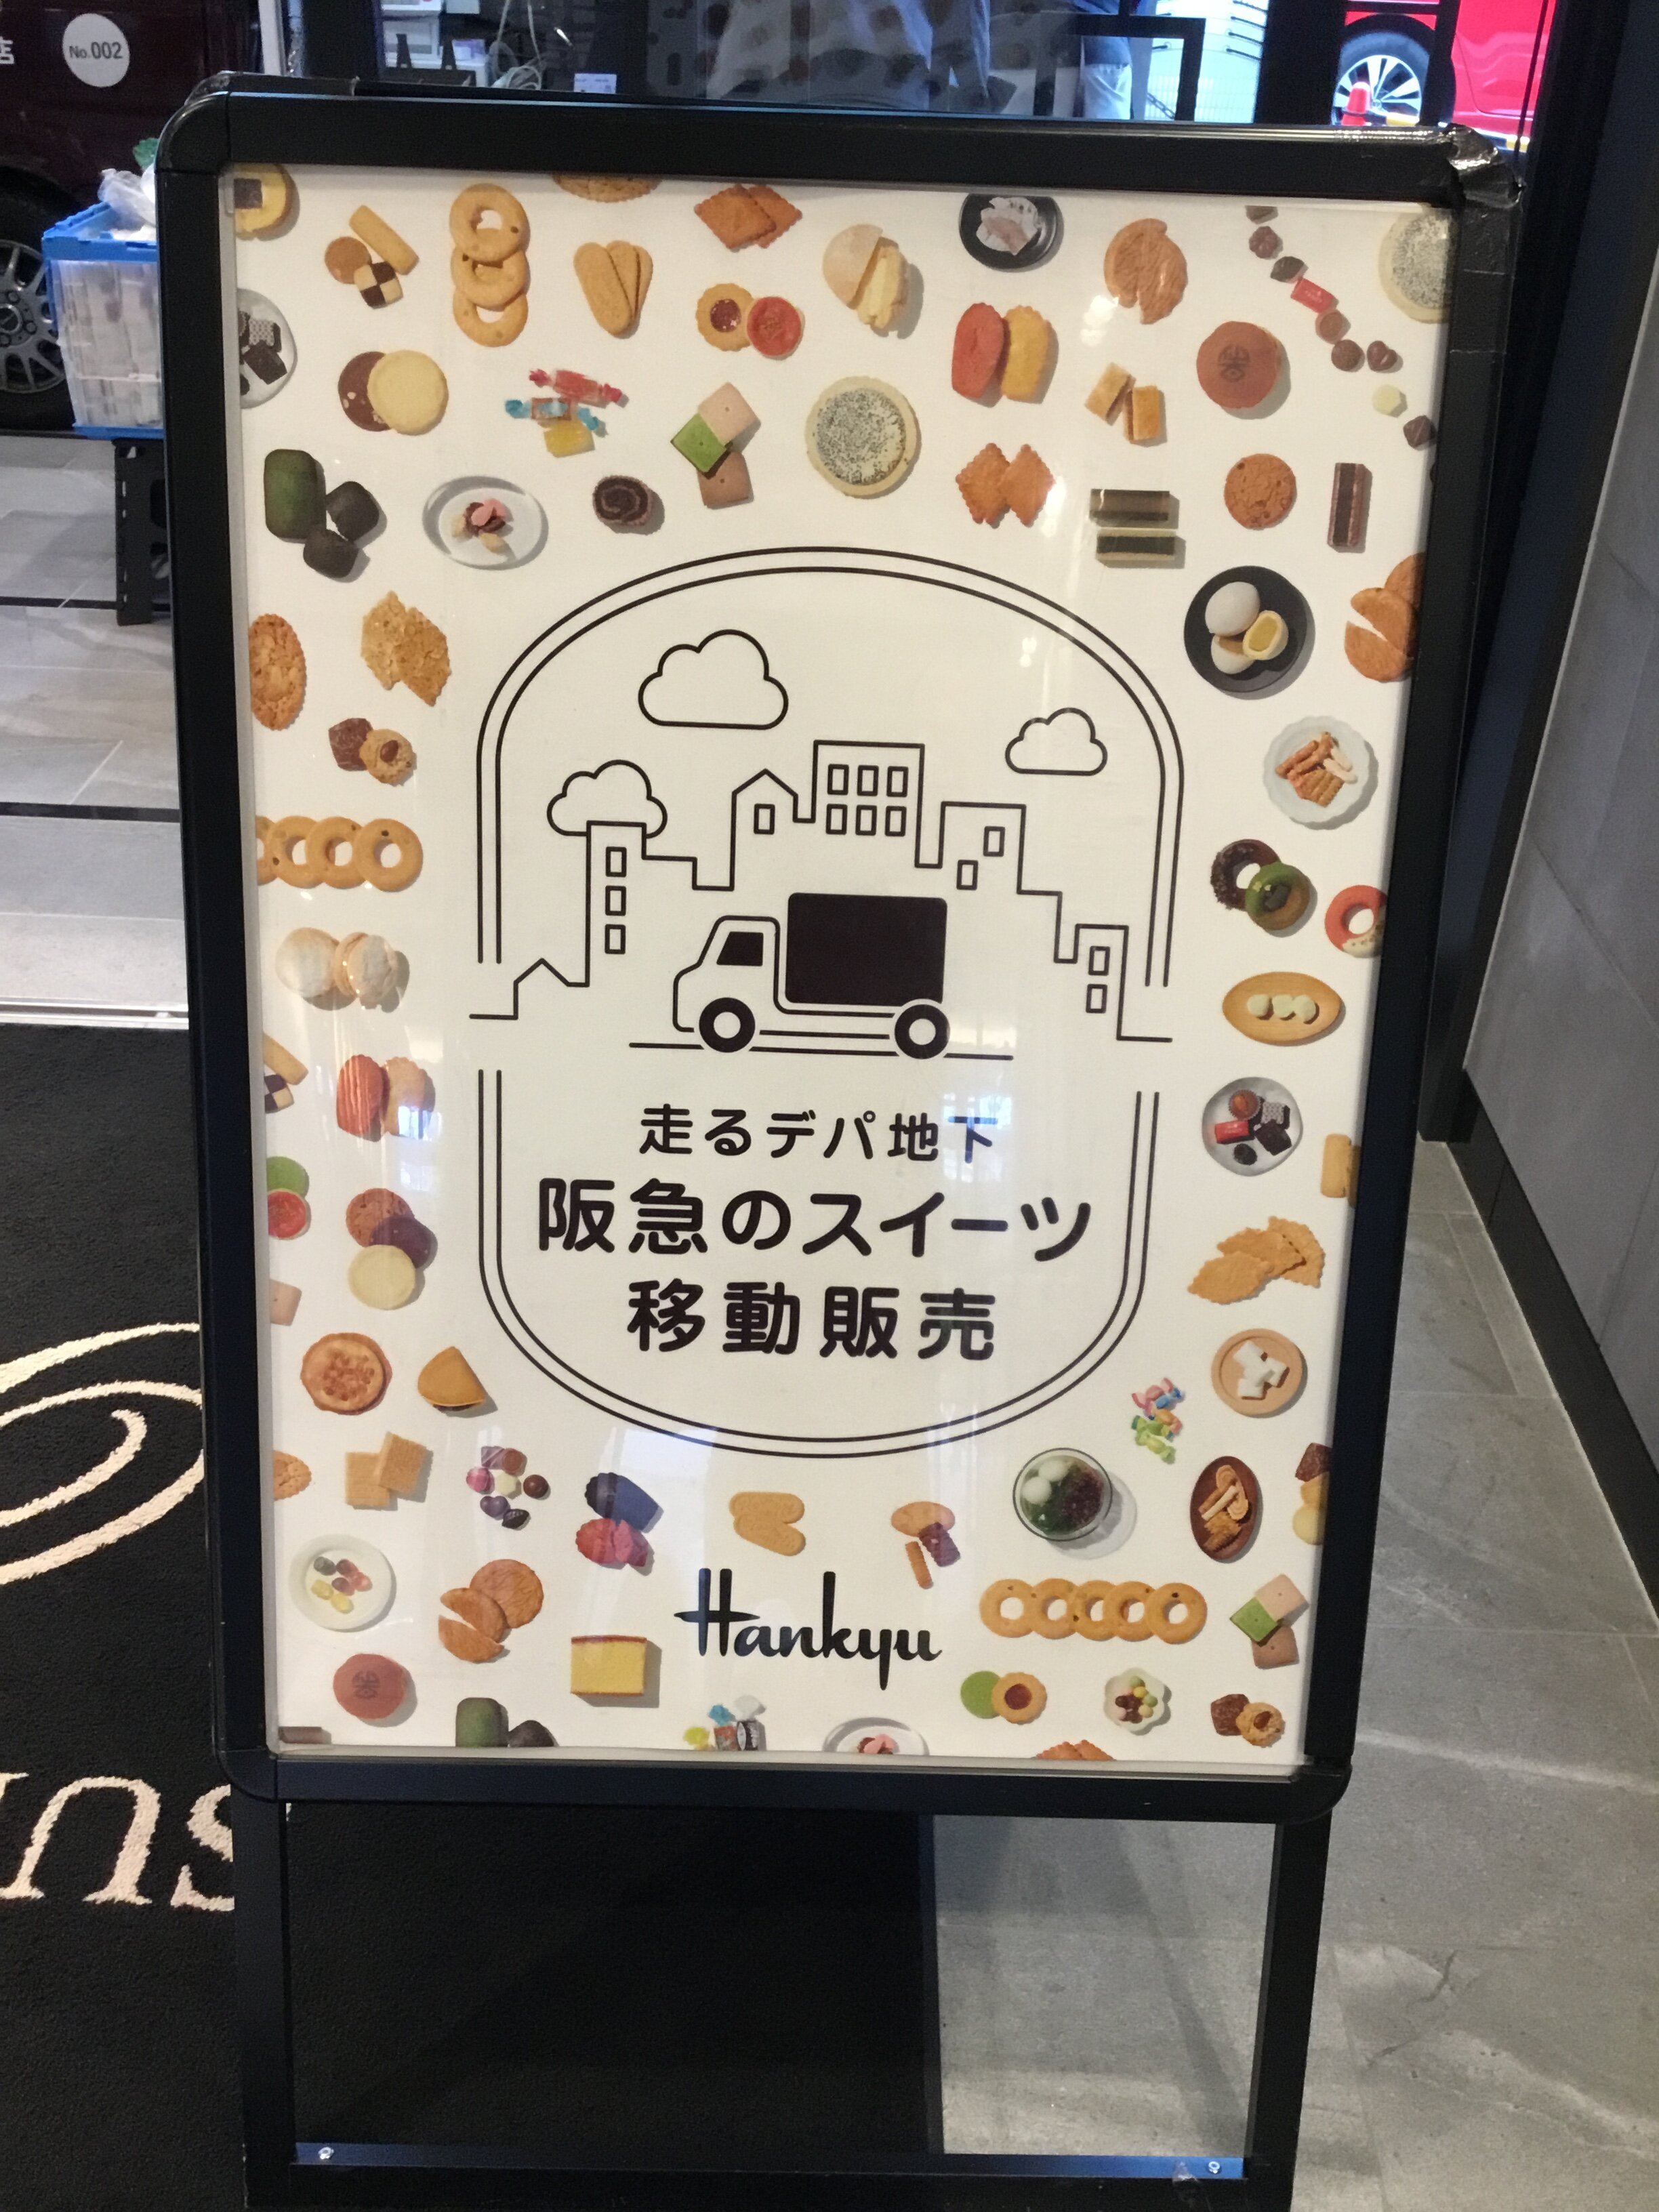 店
No.002
走るデパ地下
阪急のスイーツ
移動販売
Hankyu